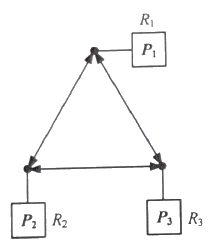 R₁
P₁
P₂ R₂
P₃ R₃